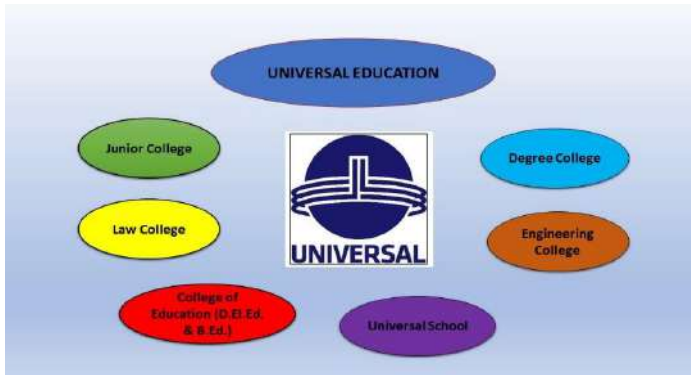 UNIVERSAL EDUCATION
Junior College
Degree College
UNIVERSAL
Law College
Engineering
College
College of
Education (D.El.Ed.
& B.Ed.)
Universal School